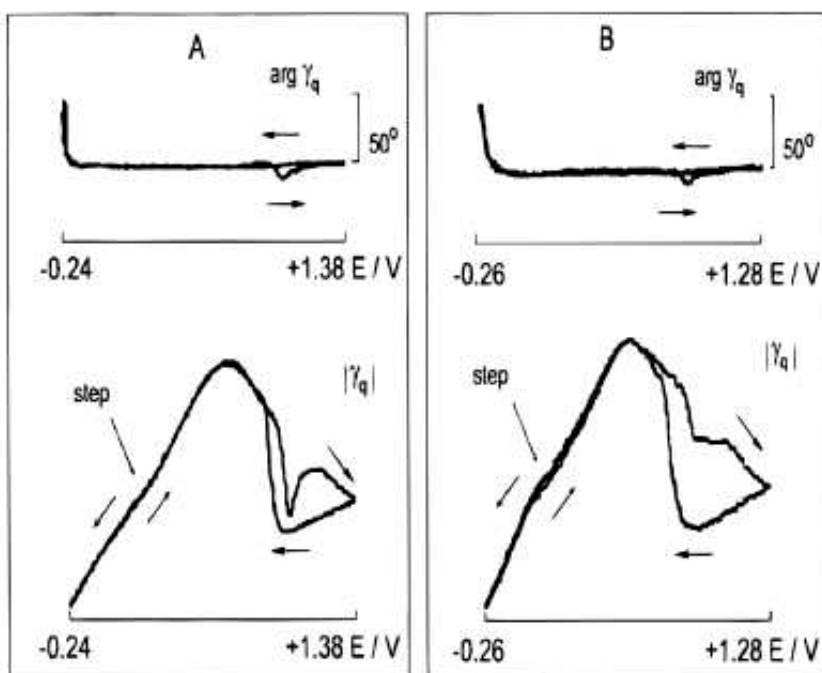 A
arg γq
50°
-0.24 +1.38 E / V
step
|γq|
-0.24 +1.38 E / V
B
arg γq
50°
-0.26 +1.28 E / V
step
|γq|
-0.26 +1.28 E / V